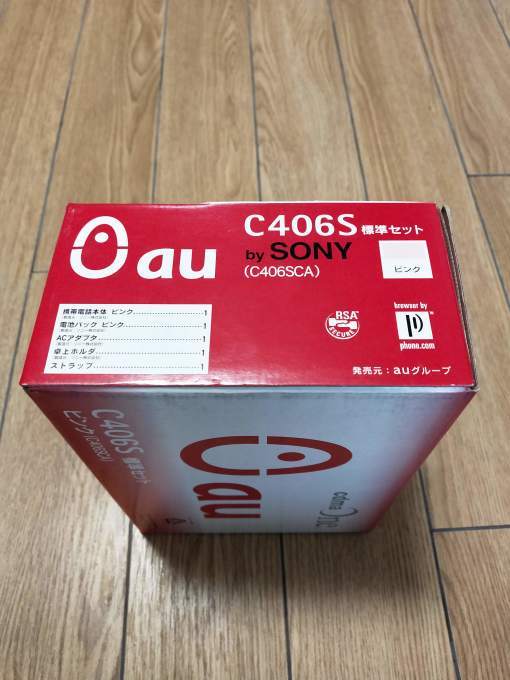 au
C406S 標準セット
by SONY
(C406SCA)
ピンク
携帯電話本体 ピンク 1
電池パック ピンク 1
ACアダプタ 1
卓上ホルダ 1
ストラップ 1
RSA
SECURE
browser by
phone.com
発売元：auグループ
C406S 標準セット
ピンク(C406SCA)
au
cdmaOne